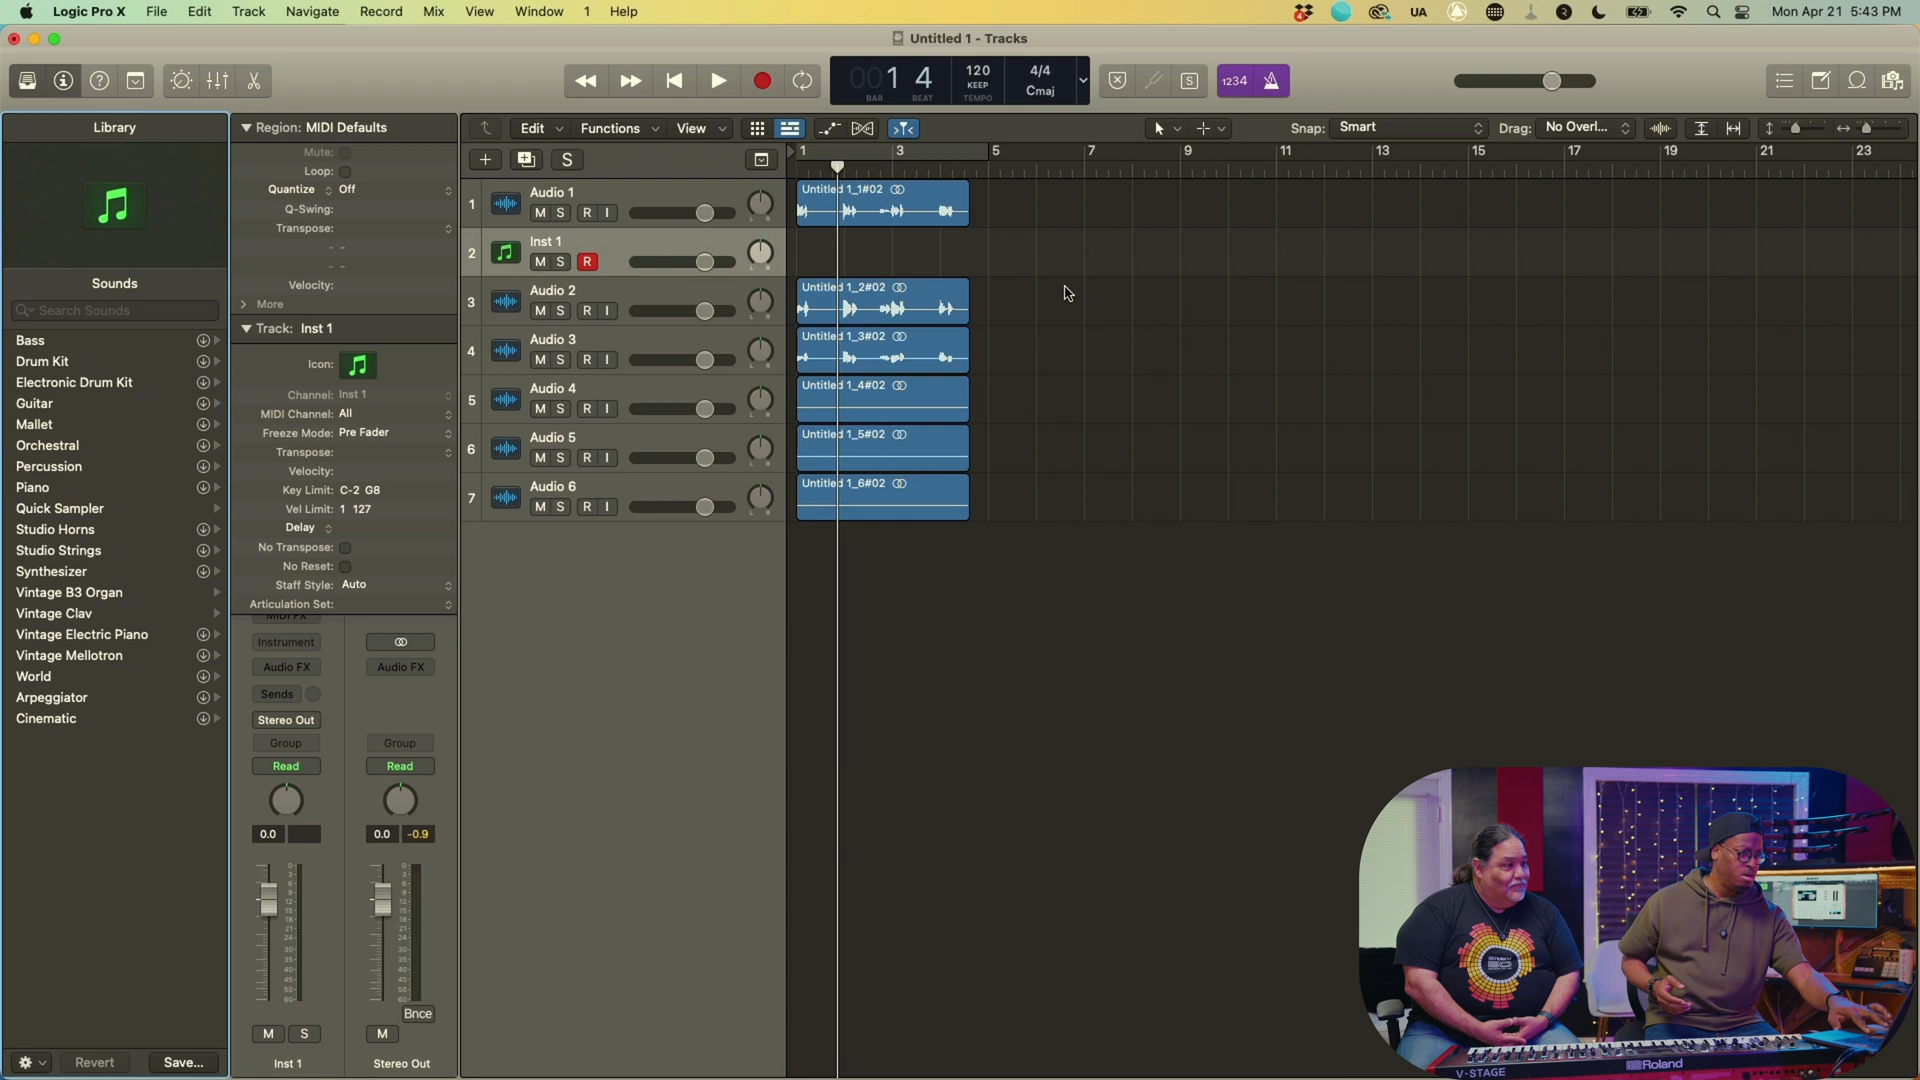 Logic Pro X File Edit Track Navigate Record Mix View Window 1 Help
UA
Mon Apr 21 5:43 PM
Untitled 1 - Tracks
001 4
BAR BEAT
120
KEEP
TEMPO
4/4
Cmaj
1234
Library
Sounds
Search Sounds
Bass
Drum Kit
Electronic Drum Kit
Guitar
Mallet
Orchestral
Percussion
Piano
Quick Sampler
Studio Horns
Studio Strings
Synthesizer
Vintage B3 Organ
Vintage Clav
Vintage Electric Piano
Vintage Mellotron
World
Arpeggiator
Cinematic
Revert Save...
Region: MIDI Defaults
Mute:
Loop:
Quantize Off
Q-Swing:
Transpose:
- -
- -
Velocity:
More
Track: Inst 1
Icon:
Channel: Inst 1
MIDI Channel: All
Freeze Mode: Pre Fader
Transpose:
Velocity:
Key Limit: C-2 G8
Vel Limit: 1 127
Delay
No Transpose:
No Reset:
Staff Style: Auto
Articulation Set:
MIDI FX
Instrument
Audio FX Audio FX
Sends
Stereo Out
Group Group
Read Read
0.0 0.0 -0.9
Bnce
M S M
Inst 1 Stereo Out
Edit Functions View
Snap: Smart Drag: No Overl...
S
1 3 5 7 9 11 13 15 17 19 21 23
1 Audio 1
M S R I
Untitled 1_1#02
2 Inst 1
M S R
3 Audio 2
M S R I
Untitled 1_2#02
4 Audio 3
M S R I
Untitled 1_3#02
5 Audio 4
M S R I
Untitled 1_4#02
6 Audio 5
M S R I
Untitled 1_5#02
7 Audio 6
M S R I
Untitled 1_6#02
Roland
V-STAGE